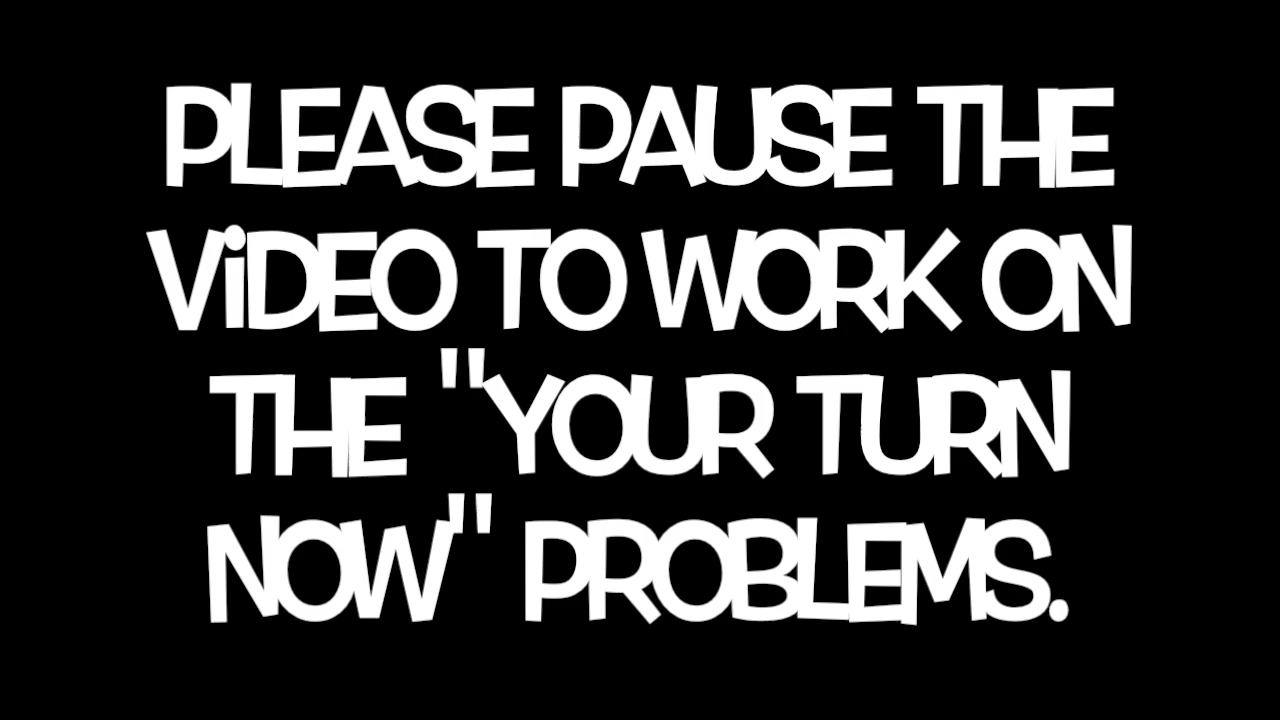 PLEASE PAUSE THE
ViDEO TO WORK ON
THE "YOUR TURN
NOW" PROBLEMS.